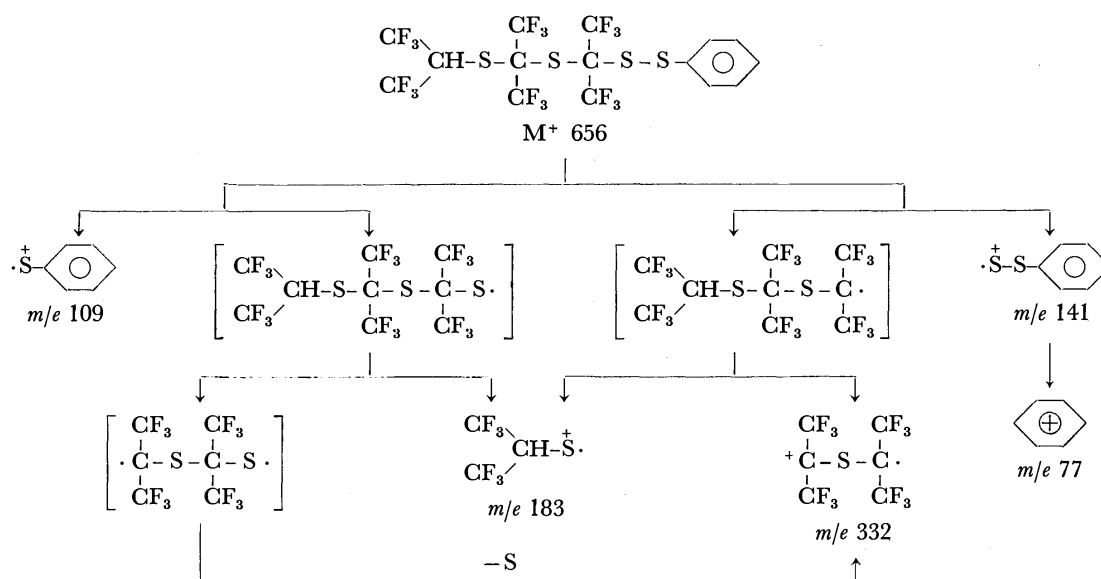 CF₃ CF₃ CF₃
CH–S–C–S–C–S–S–
CF₃ CF₃ CF₃
M⁺ 656
·S⁺–
m/e 109
CF₃ CF₃ CF₃
CH–S–C–S–C–S·
CF₃ CF₃ CF₃
CF₃ CF₃ CF₃
CH–S–C–S–C·
CF₃ CF₃ CF₃
·S⁺–S–
m/e 141
CF₃ CF₃
·C–S–C–S·
CF₃ CF₃
CF₃
CH–S⁺·
CF₃
m/e 183
CF₃ CF₃
⁺C–S–C·
CF₃ CF₃
m/e 332
+
m/e 77
–S